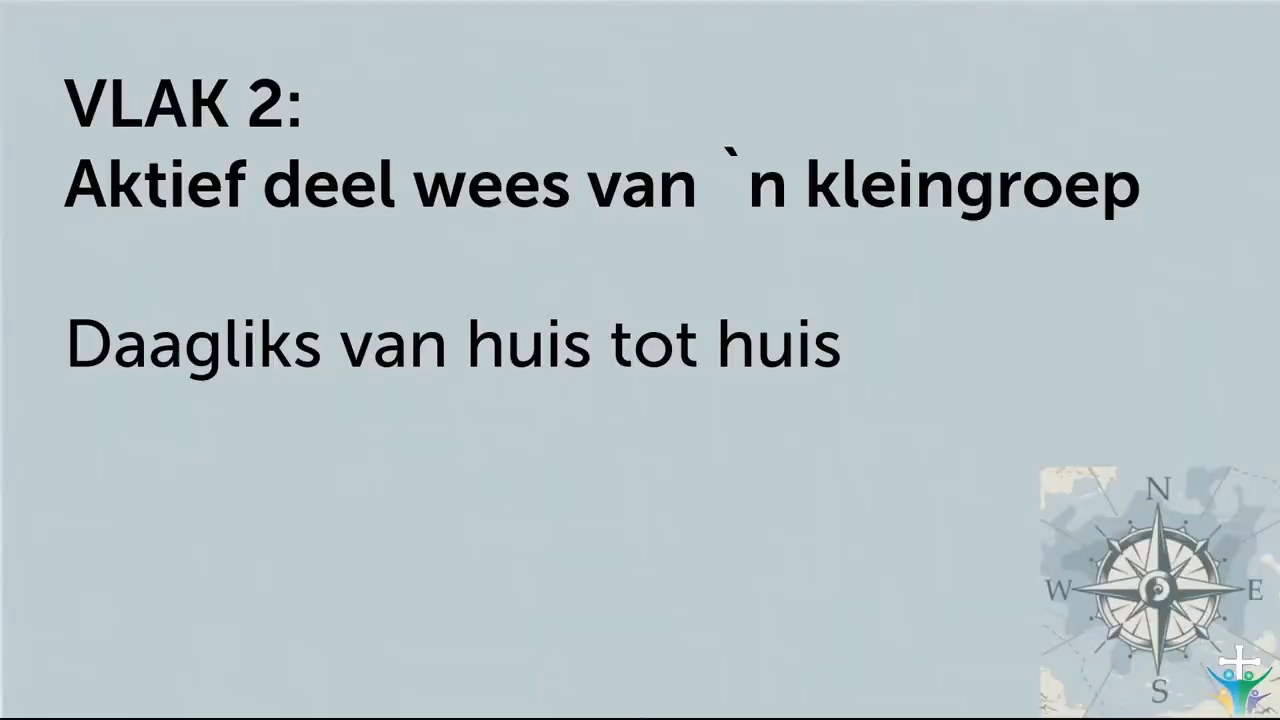 VLAK 2:
Aktief deel wees van `n kleingroep
Daagliks van huis tot huis
N
W
E
S